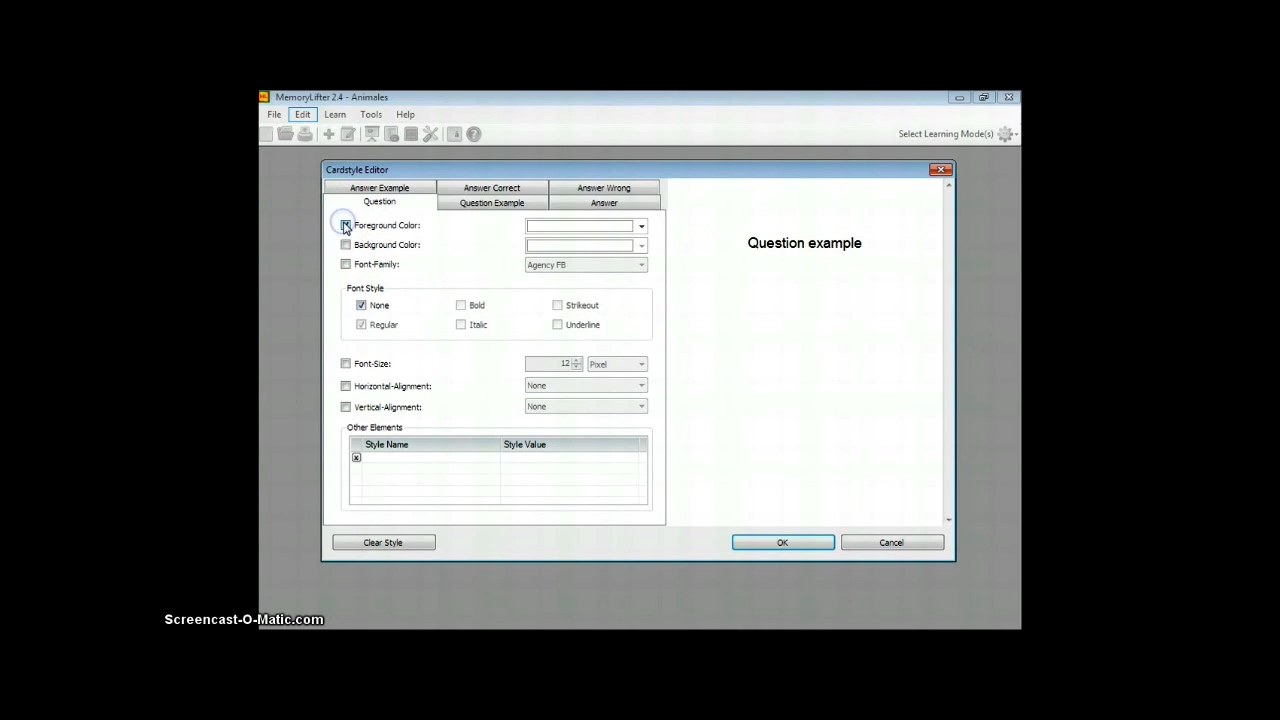 MemoryLifter 2.4 - Animales
File Edit Learn Tools Help
Select Learning Mode(s)
Cardstyle Editor
Answer Example Answer Correct Answer Wrong
Question Question Example Answer
Foreground Color:
Background Color:
Font-Family: Agency FB
Font Style
None Bold Strikeout
Regular Italic Underline
Font-Size: 12 Pixel
Horizontal-Alignment: None
Vertical-Alignment: None
Other Elements
Style Name Style Value
Question example
Clear Style OK Cancel
Screencast-O-Matic.com